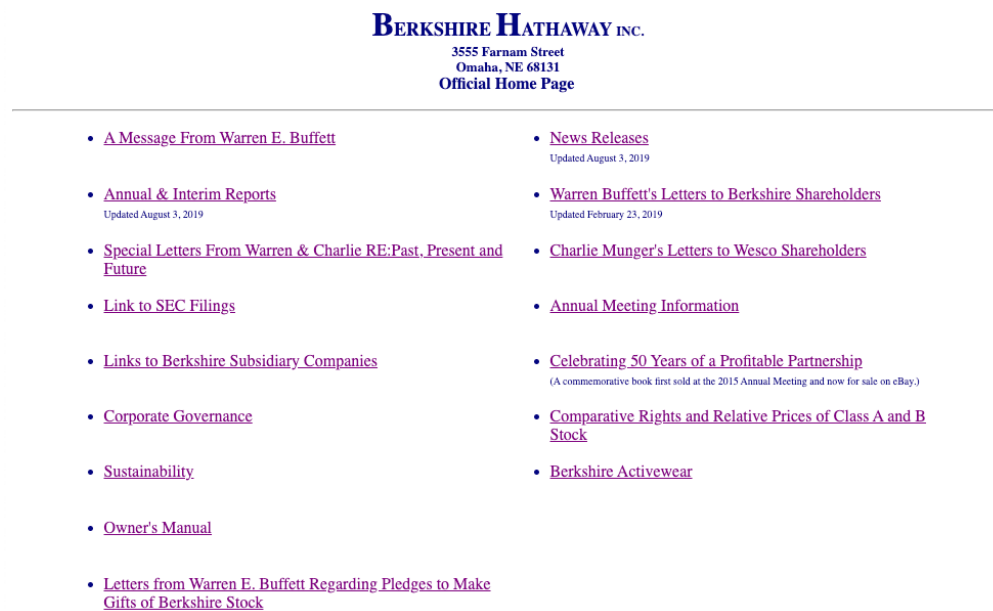 BERKSHIRE HATHAWAY INC.
3555 Farnam Street
Omaha, NE 68131
Official Home Page
• A Message From Warren E. Buffett
• News Releases
Updated August 3, 2019
• Annual & Interim Reports
Updated August 3, 2019
• Warren Buffett's Letters to Berkshire Shareholders
Updated February 23, 2019
• Special Letters From Warren & Charlie RE:Past, Present and
Future
• Charlie Munger's Letters to Wesco Shareholders
• Link to SEC Filings
• Annual Meeting Information
• Links to Berkshire Subsidiary Companies
• Celebrating 50 Years of a Profitable Partnership
(A commemorative book first sold at the 2015 Annual Meeting and now for sale on eBay.)
• Corporate Governance
• Comparative Rights and Relative Prices of Class A and B
Stock
• Sustainability
• Berkshire Activewear
• Owner's Manual
• Letters from Warren E. Buffett Regarding Pledges to Make
Gifts of Berkshire Stock